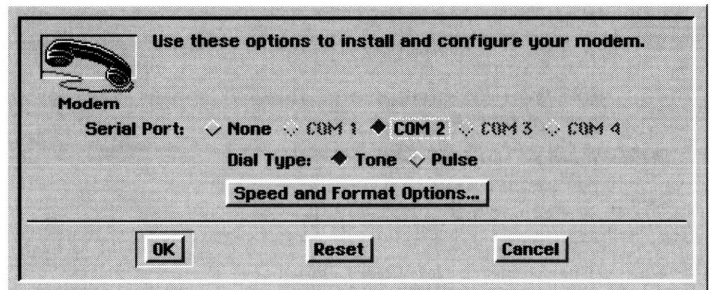 Use these options to install and configure your modem.
Modem
Serial Port: None COM 1 COM 2 COM 3 COM 4
Dial Type: Tone Pulse
Speed and Format Options...
OK Reset Cancel